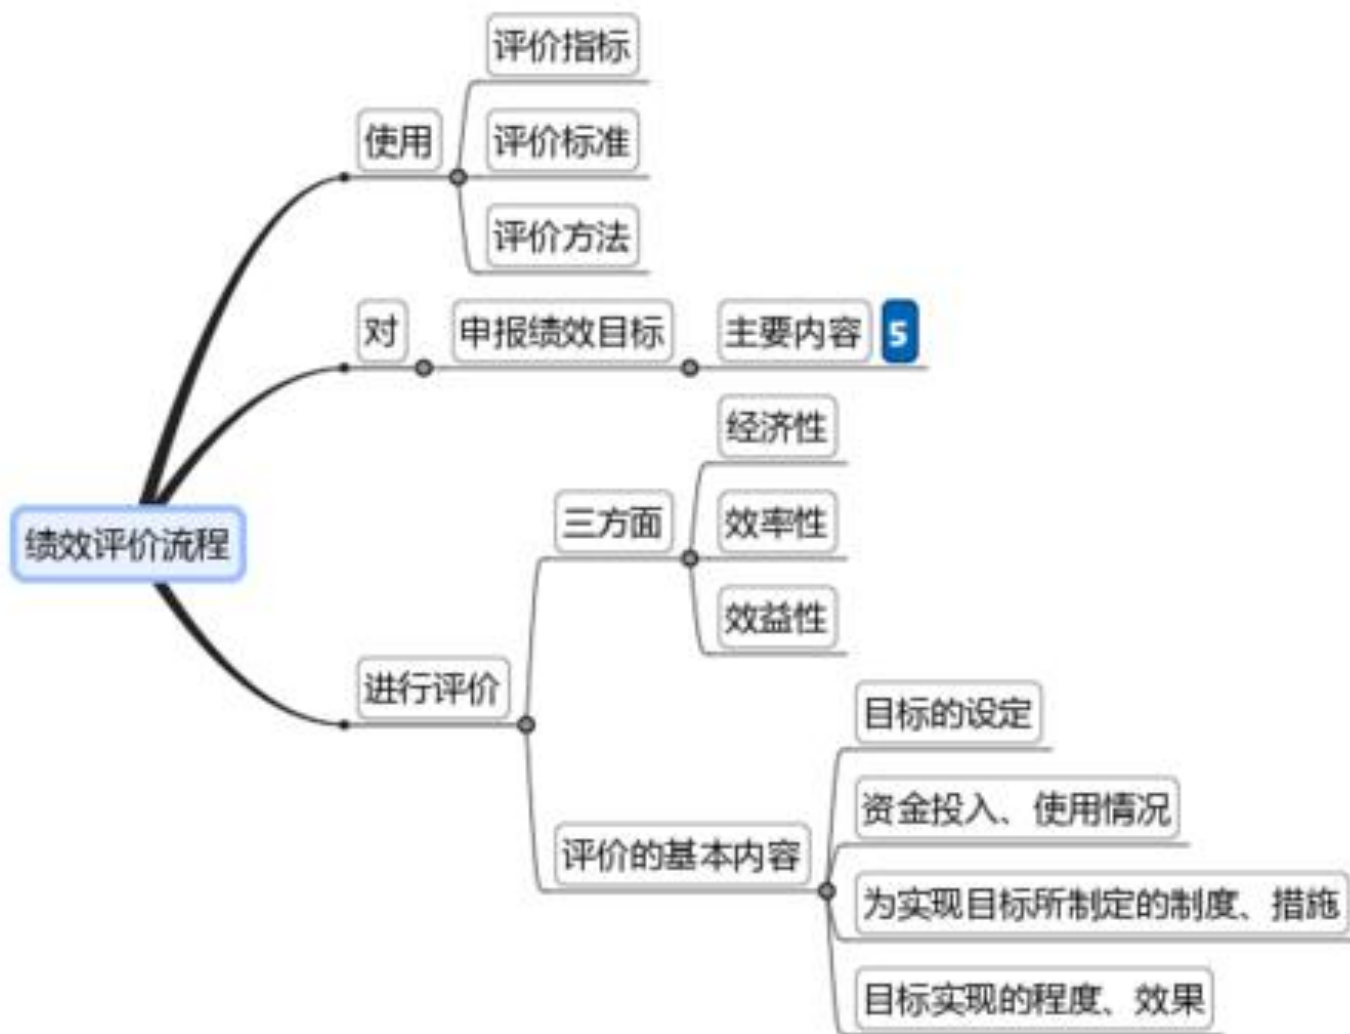 评价指标
使用
评价标准
评价方法
对 申报绩效目标 主要内容 5
经济性
三方面
效率性
效益性
绩效评价流程
进行评价
目标的设定
资金投入、使用情况
评价的基本内容
为实现目标所制定的制度、措施
目标实现的程度、效果